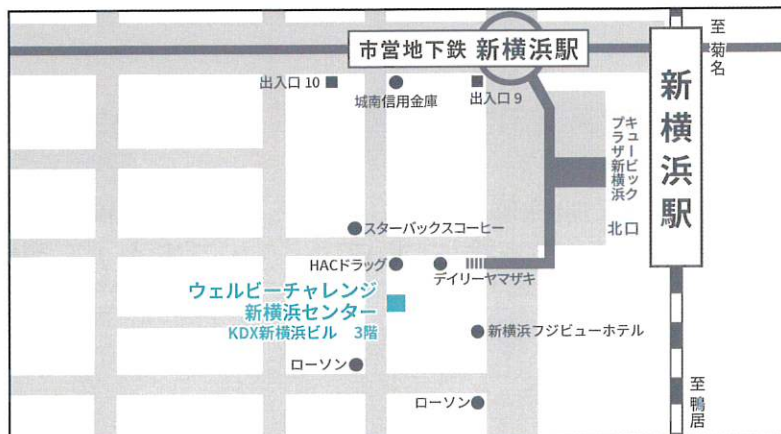 至菊名
市営地下鉄 新横浜駅
新横浜駅
出入口 10
城南信用金庫
出入口 9
キュービック
プラザ新横浜
北口
スターバックスコーヒー
HACドラッグ
デイリーヤマザキ
ウェルビーチャレンジ
新横浜センター
KDX新横浜ビル 3階
新横浜フジビューホテル
ローソン
ローソン
至鴨居